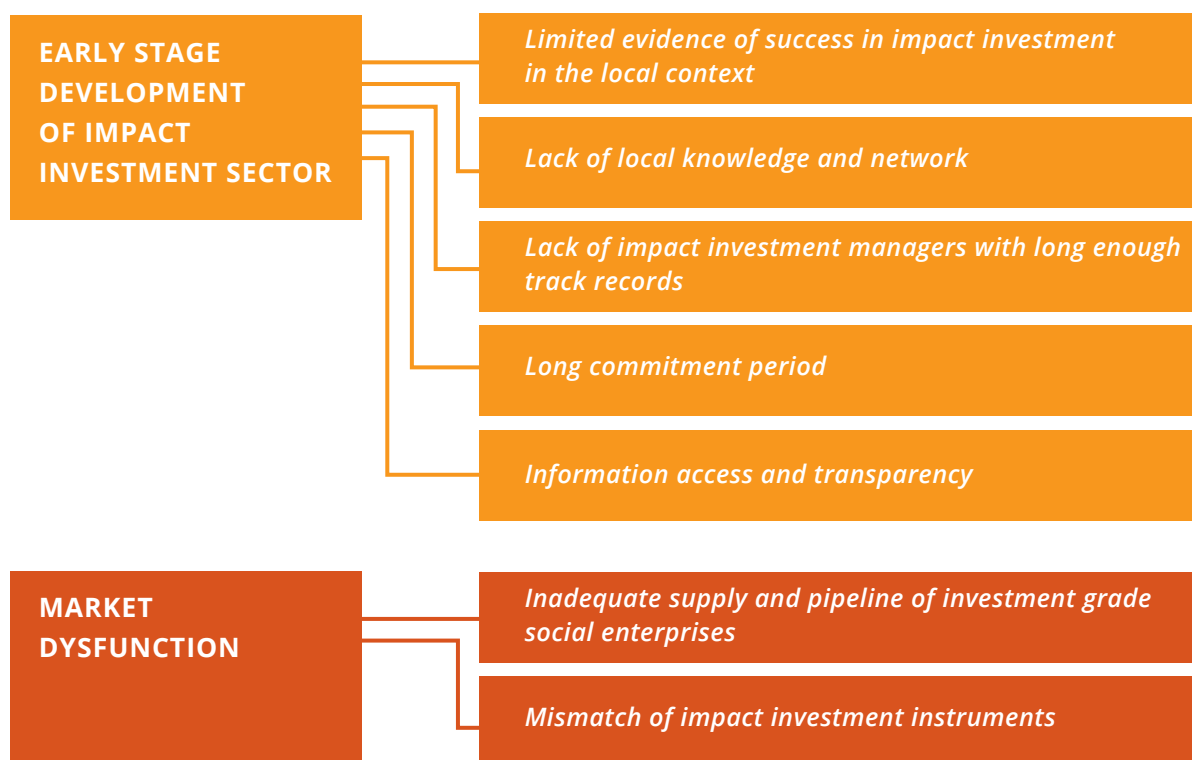 EARLY STAGE
DEVELOPMENT
OF IMPACT
INVESTMENT SECTOR
Limited evidence of success in impact investment
in the local context
Lack of local knowledge and network
Lack of impact investment managers with long enough
track records
Long commitment period
Information access and transparency
MARKET
DYSFUNCTION
Inadequate supply and pipeline of investment grade
social enterprises
Mismatch of impact investment instruments